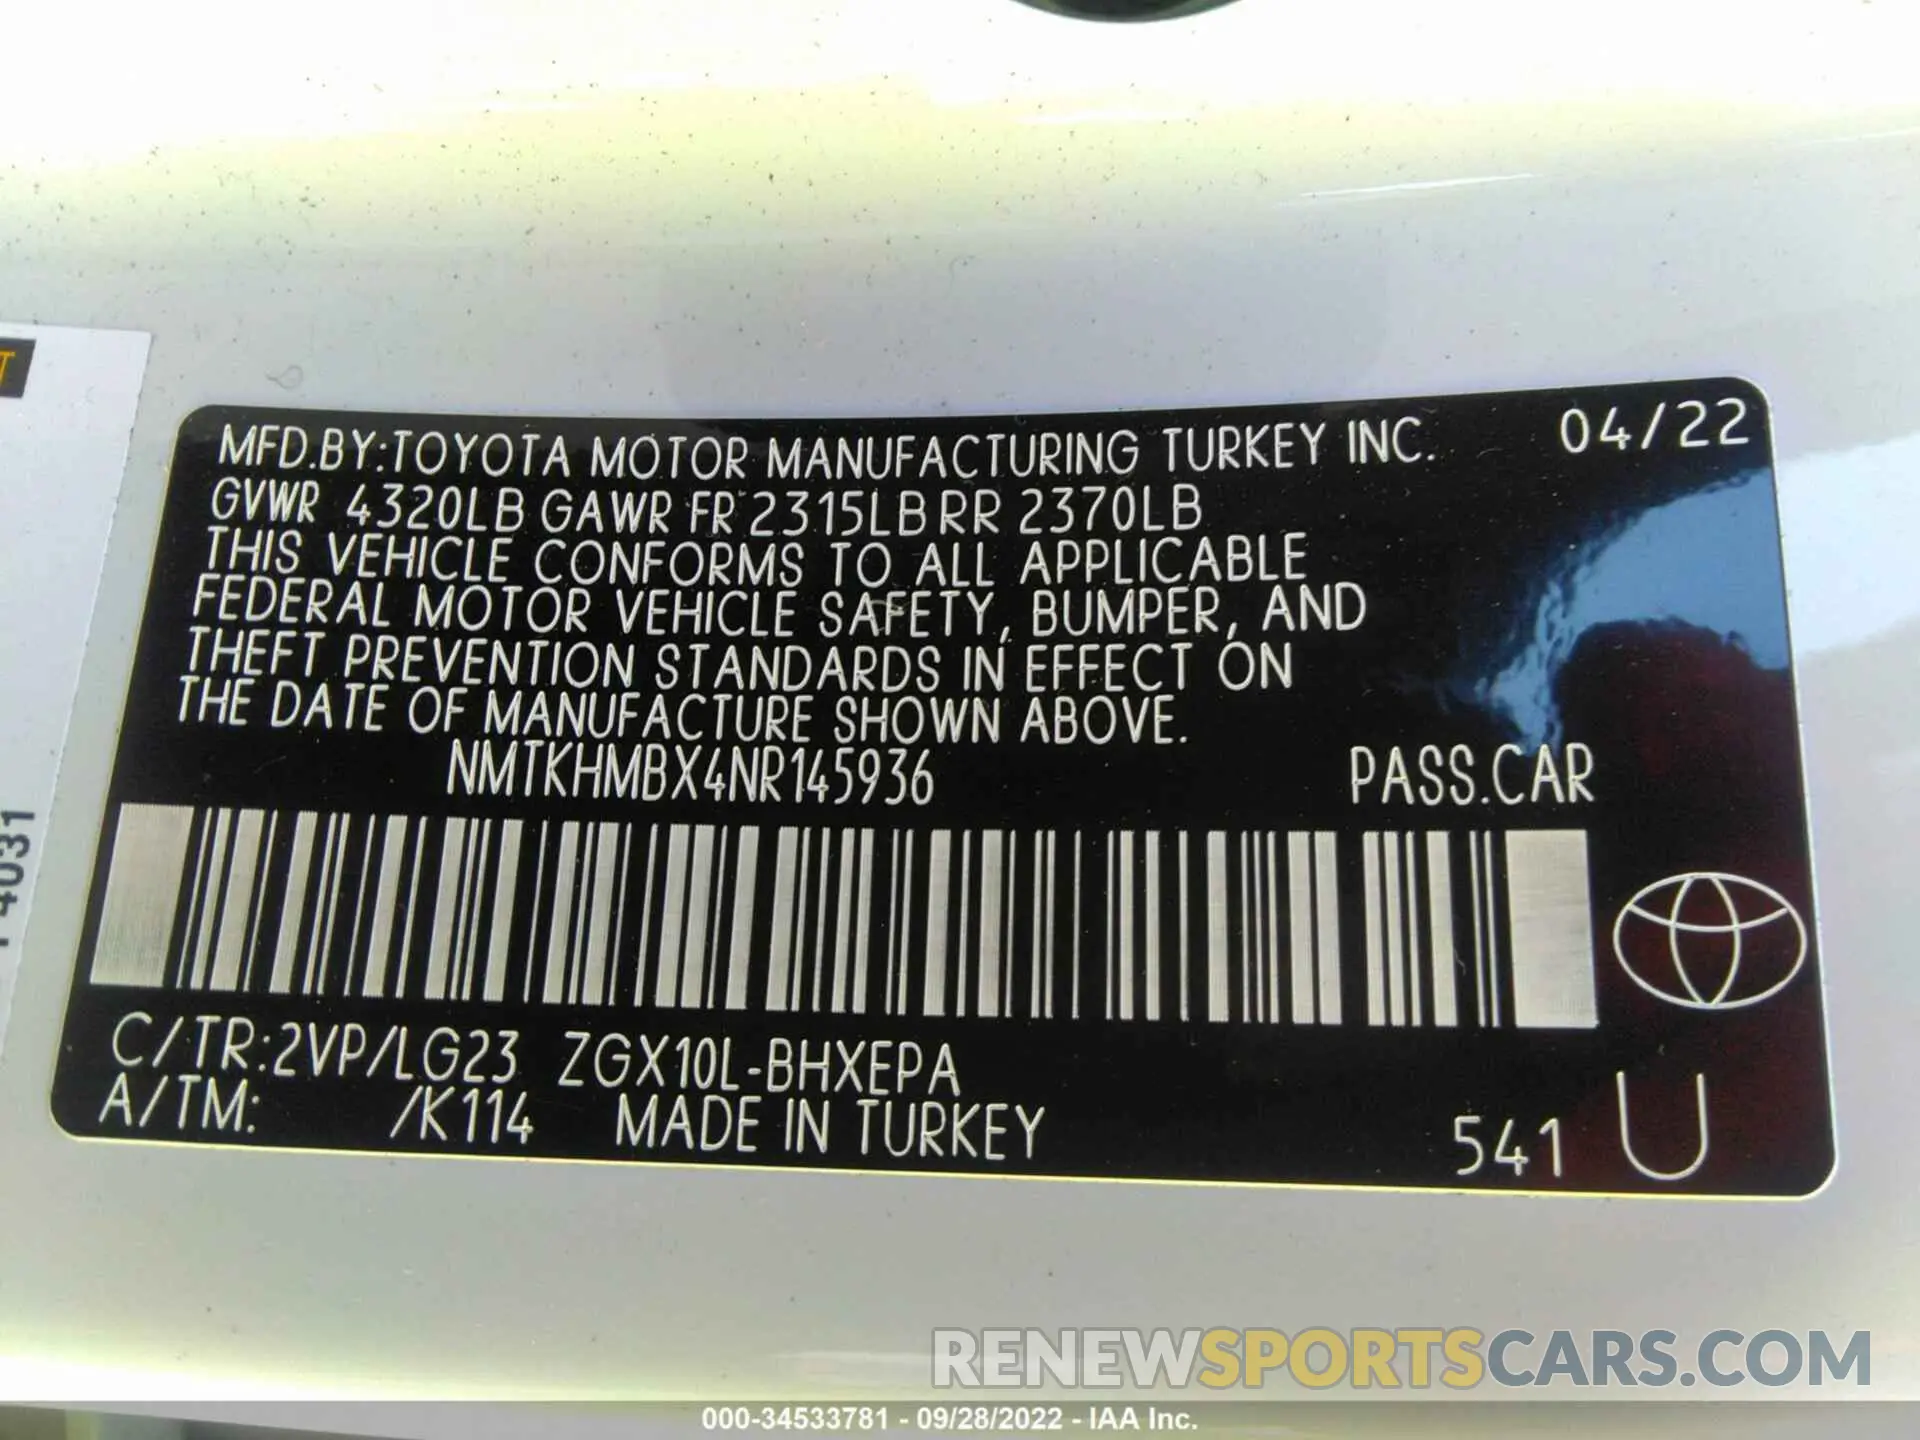 MFD.BY:TOYOTA MOTOR MANUFACTURING TURKEY INC. 04/22
GVWR 4320LB GAWR FR 2315LB RR 2370LB
THIS VEHICLE CONFORMS TO ALL APPLICABLE
FEDERAL MOTOR VEHICLE SAFETY, BUMPER, AND
THEFT PREVENTION STANDARDS IN EFFECT ON
THE DATE OF MANUFACTURE SHOWN ABOVE.
NMTKHMBX4NR145936 PASS.CAR
C/TR:2VP/LG23 ZGX10L-BHXEPA
A/TM: /K114 MADE IN TURKEY 541 U
RENEWSPORTSCARS.COM
000-34533781 - 09/28/2022 - IAA Inc.